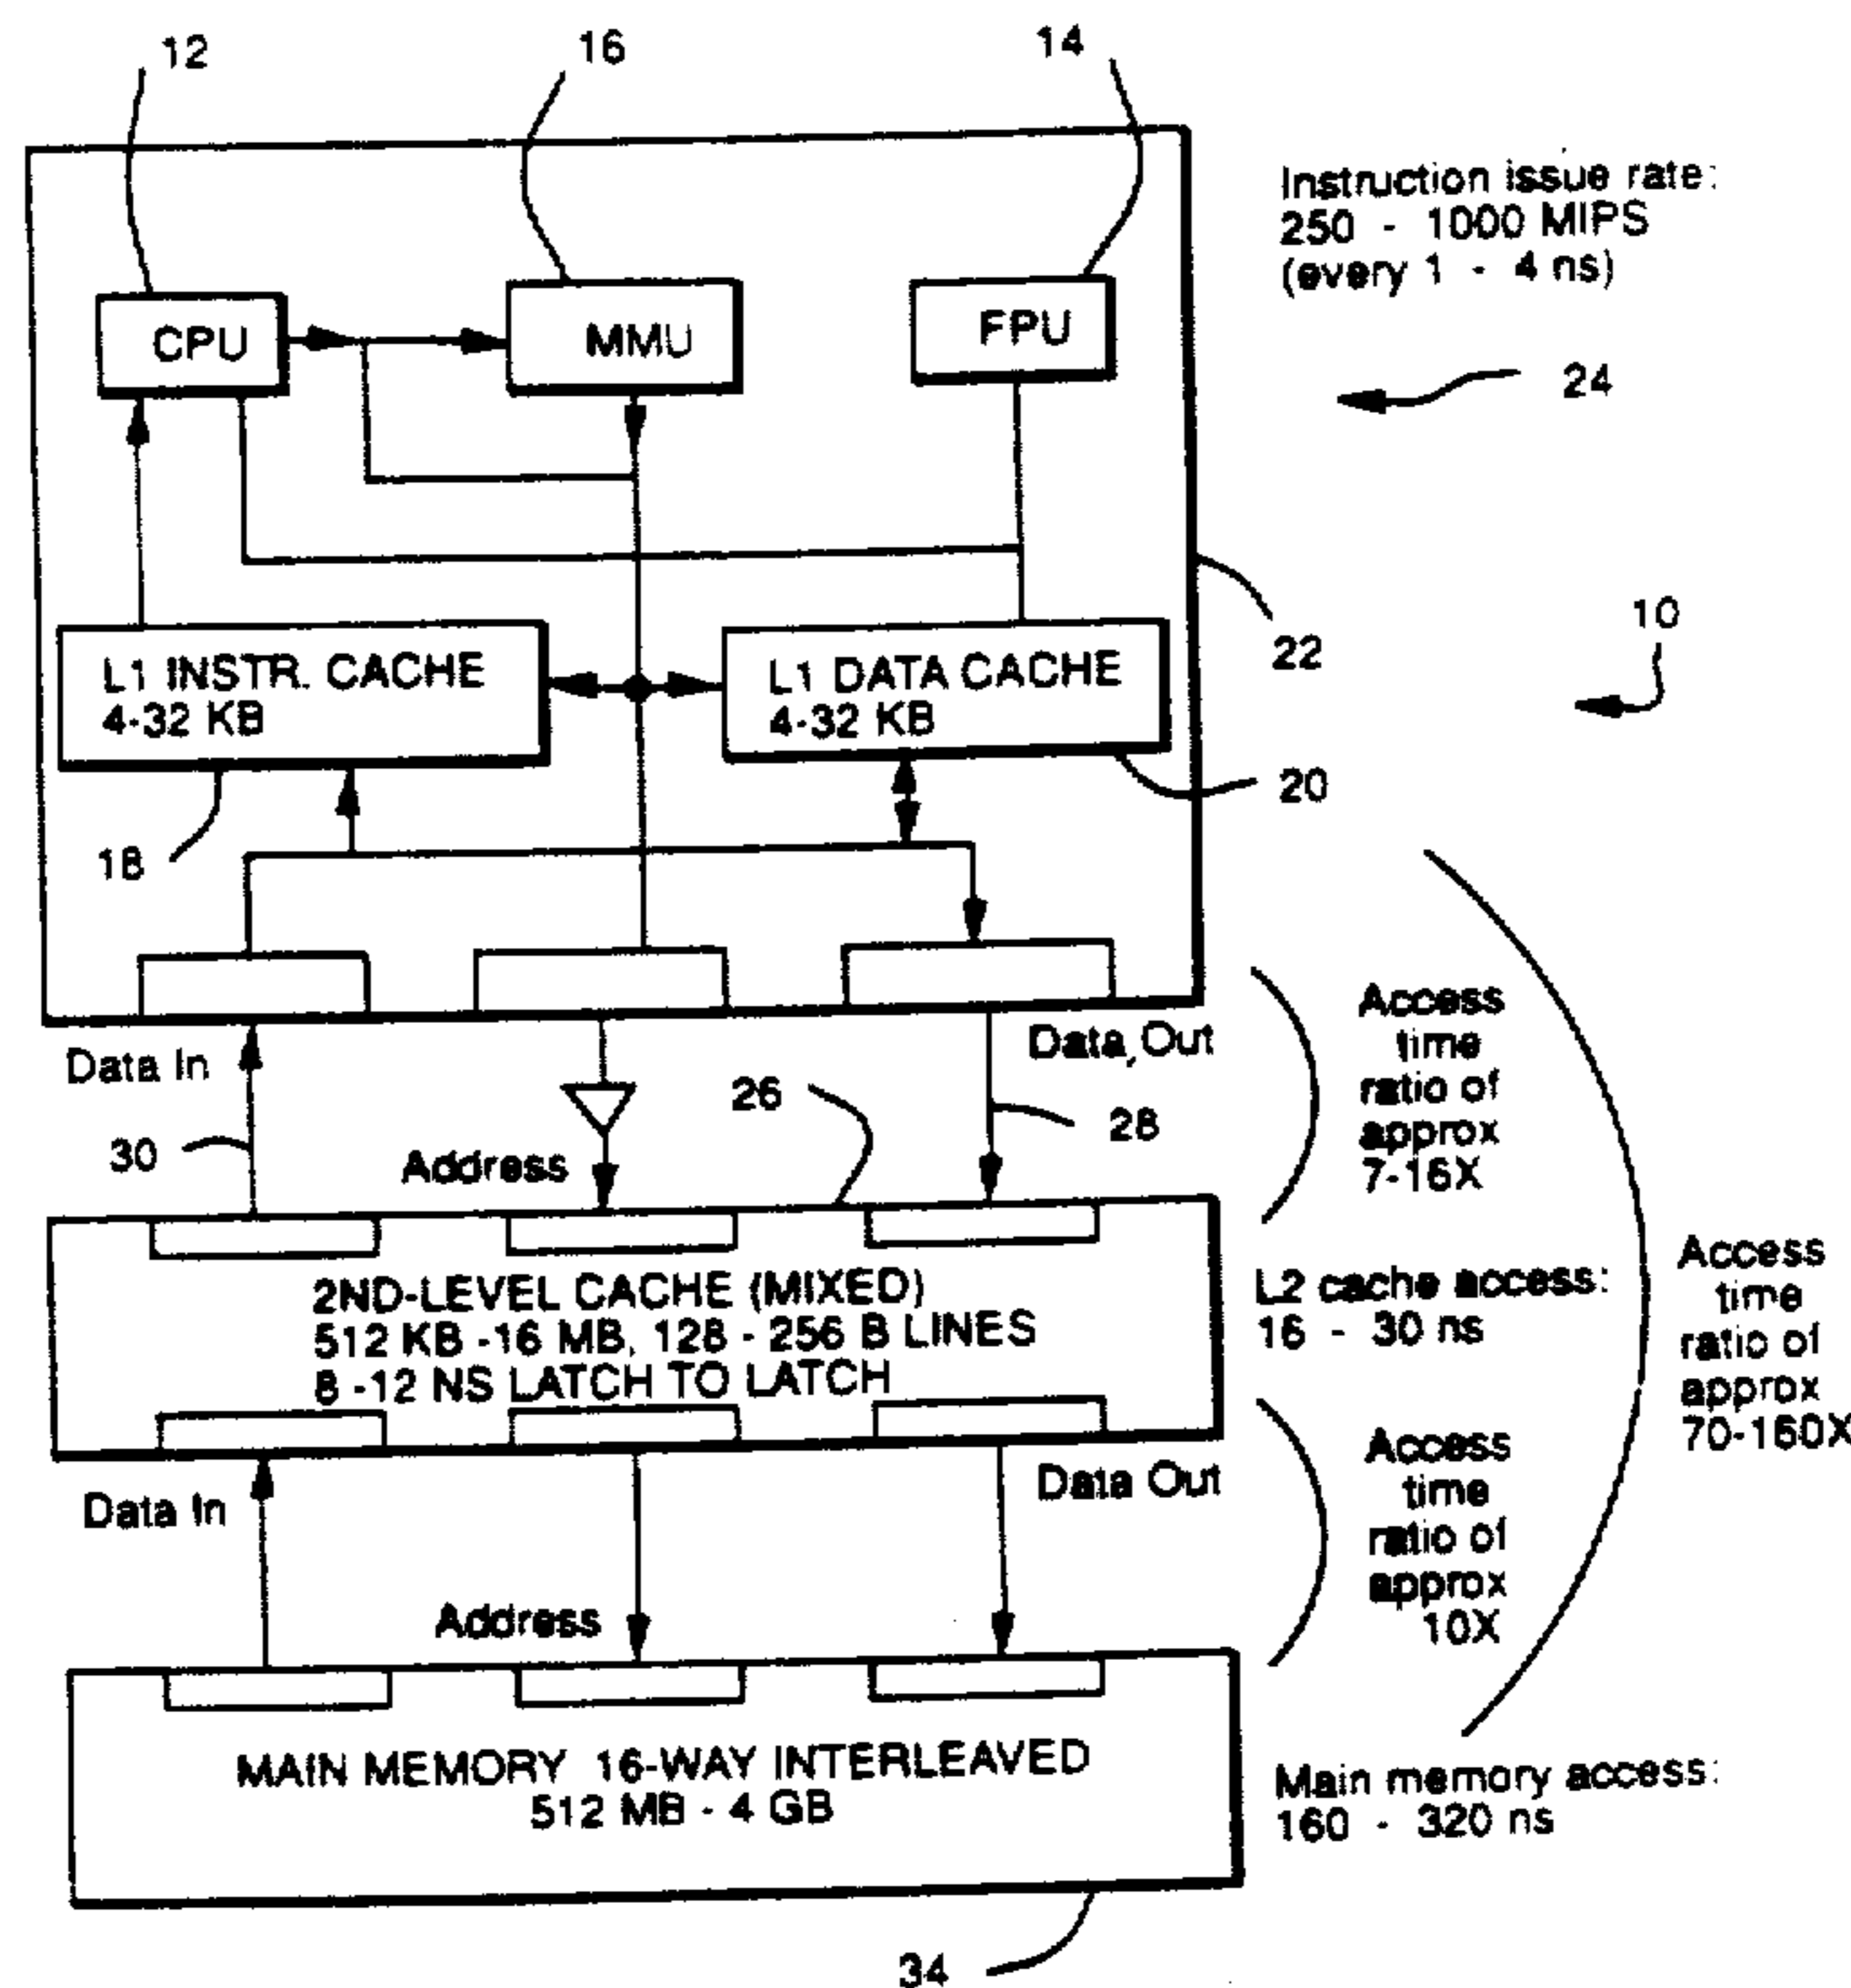 12
16
14
Instruction issue rate:
250 - 1000 MIPS
(every 1 - 4 ns)
CPU
MMU
FPU
24
10
22
L1 INSTR. CACHE
4-32 KB
L1 DATA CACHE
4-32 KB
20
18
Access
time
ratio of
approx
7-16X
Data In
Data Out
26
28
30
Address
2ND-LEVEL CACHE (MIXED)
512 KB -16 MB, 128 - 256 B LINES
8 -12 NS LATCH TO LATCH
L2 cache access:
16 - 30 ns
Access
time
ratio of
approx
70-160X
Access
time
ratio of
approx
10X
Data In
Data Out
Address
MAIN MEMORY 16-WAY INTERLEAVED
512 MB - 4 GB
Main memory access:
160 - 320 ns
34